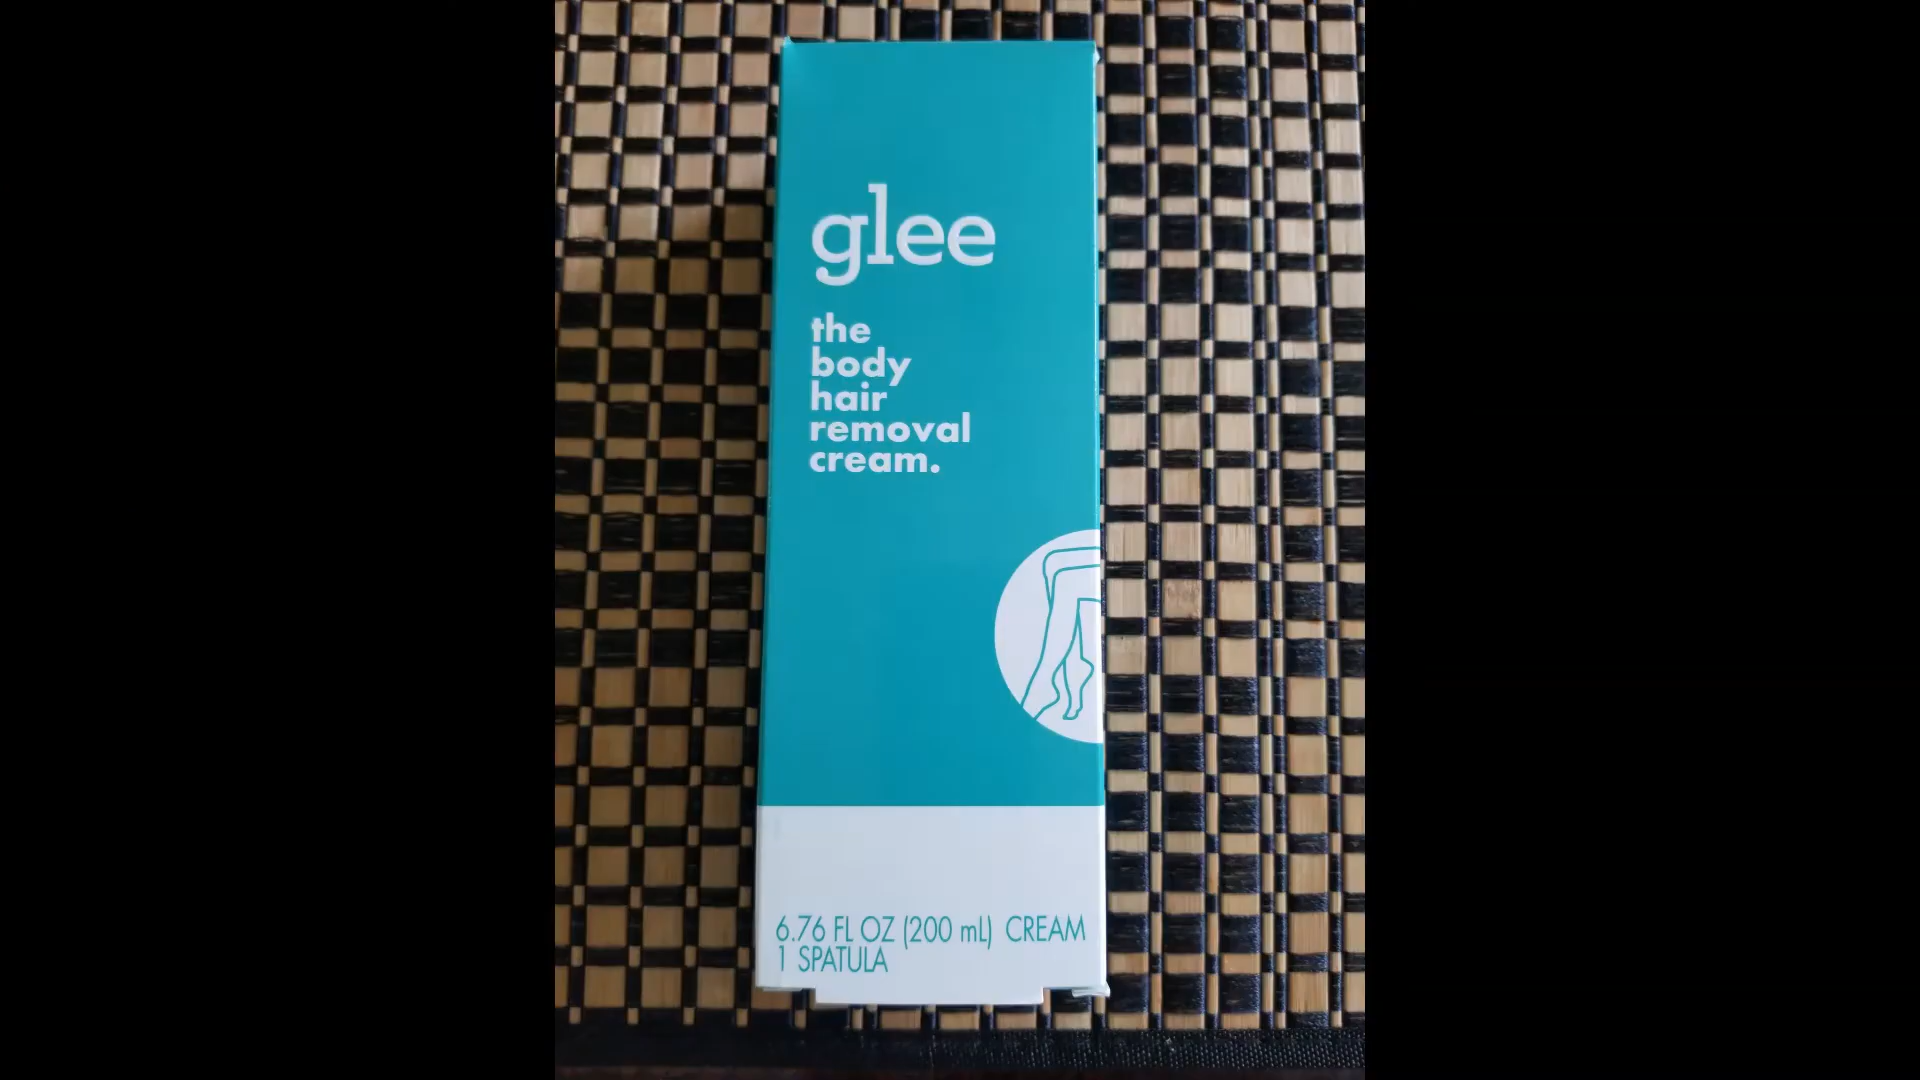 glee
the
body
hair
removal
cream.
6.76 FL OZ (200 mL) CREAM
1 SPATULA